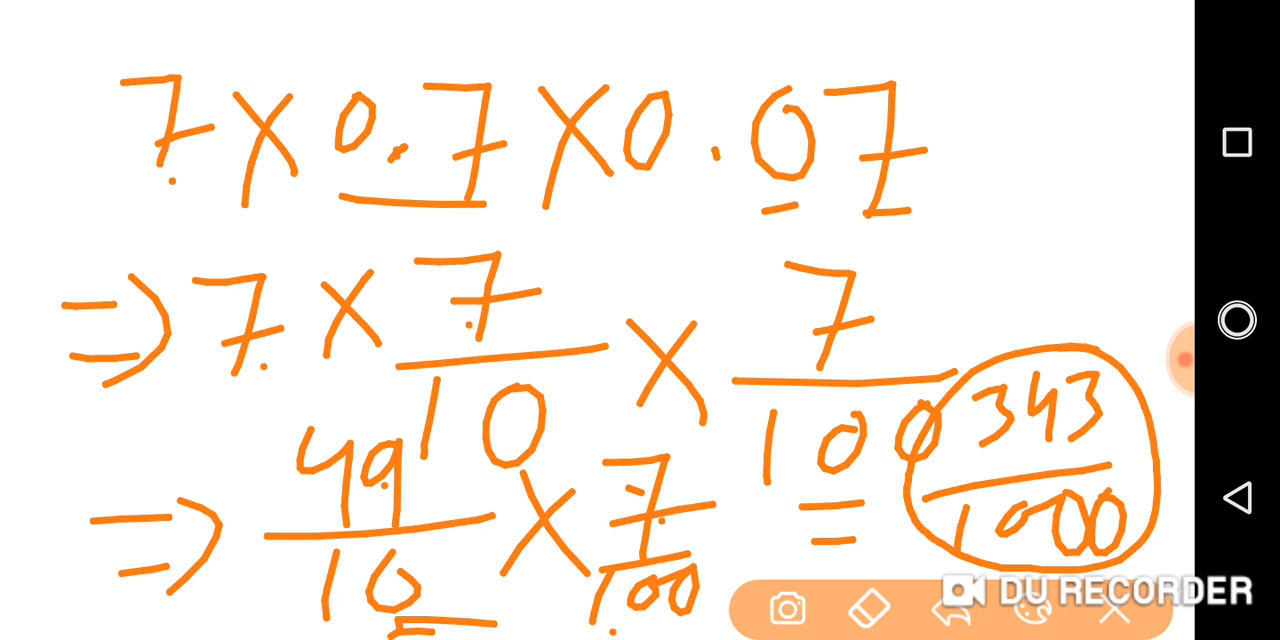 7 × 0.7 × 0.07
⇒ 7 × 7/10 × 7/100
⇒ 49/10 × 7/100 = 343/1000
DU RECORDER